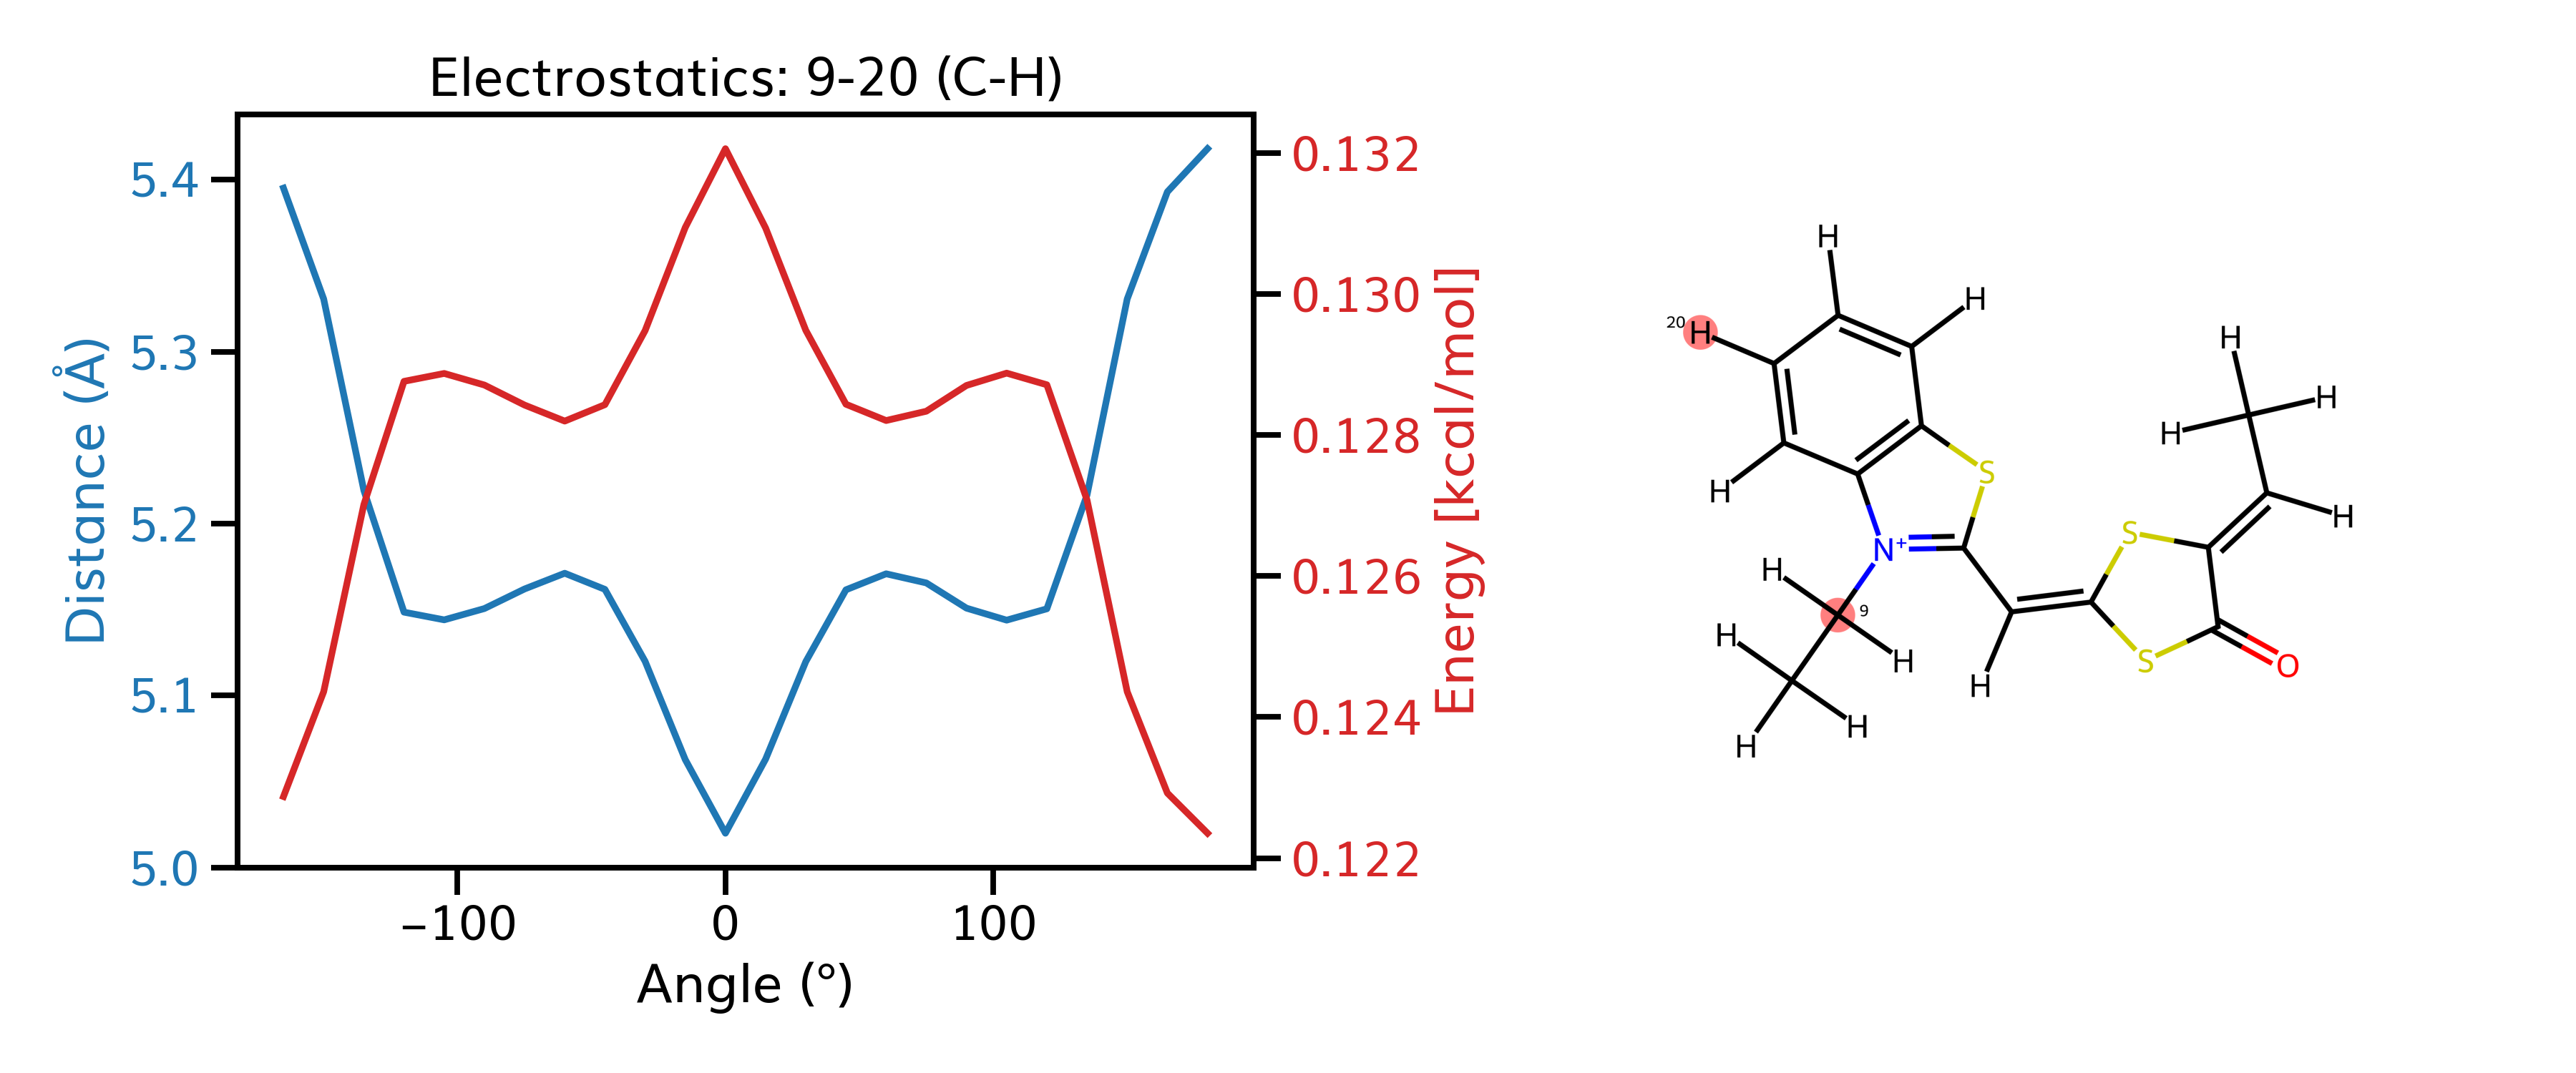 Electrostatics: 9-20 (C-H)
Distance (Å)
5.4
5.3
5.2
5.1
5.0
−100
0
100
Angle (°)
0.132
0.130
0.128
0.126
0.124
0.122
Energy [kcal/mol]
H
H
20 H
H
H
H
H
S
H
N+
S
H
H
9
H
H
S
O
H
H
H